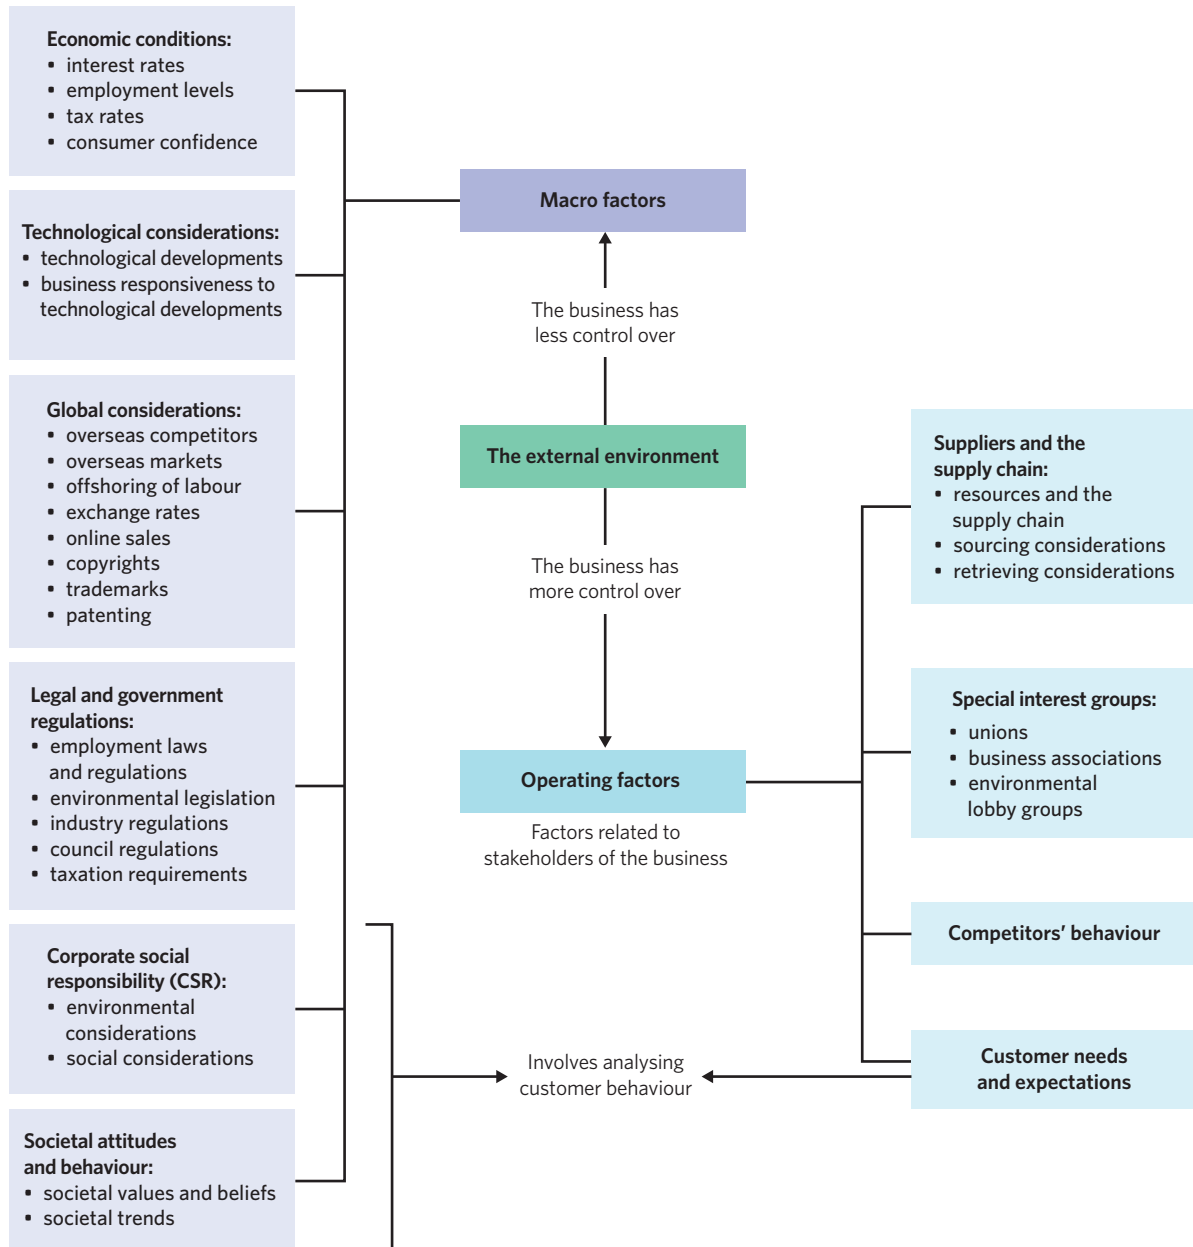 Economic conditions:
▪ interest rates
▪ employment levels
▪ tax rates
▪ consumer confidence
Technological considerations:
▪ technological developments
▪ business responsiveness to
technological developments
Global considerations:
▪ overseas competitors
▪ overseas markets
▪ offshoring of labour
▪ exchange rates
▪ online sales
▪ copyrights
▪ trademarks
▪ patenting
Legal and government
regulations:
▪ employment laws
and regulations
▪ environmental legislation
▪ industry regulations
▪ council regulations
▪ taxation requirements
Corporate social
responsibility (CSR):
▪ environmental
considerations
▪ social considerations
Societal attitudes
and behaviour:
▪ societal values and beliefs
▪ societal trends
Macro factors
The business has
less control over
The external environment
The business has
more control over
Operating factors
Factors related to
stakeholders of the business
Involves analysing
customer behaviour
Suppliers and the
supply chain:
▪ resources and the
supply chain
▪ sourcing considerations
▪ retrieving considerations
Special interest groups:
▪ unions
▪ business associations
▪ environmental
lobby groups
Competitors’ behaviour
Customer needs
and expectations